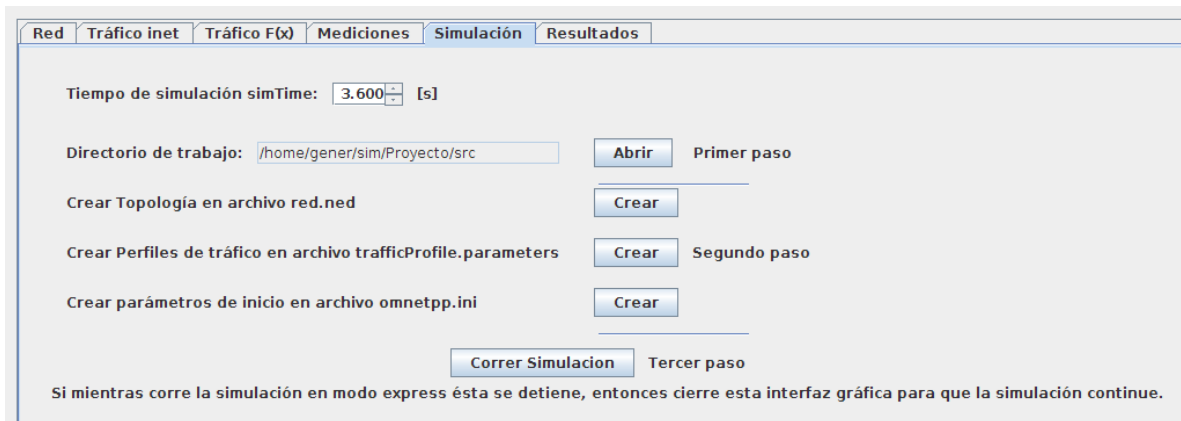 Red Tráfico inet Tráfico F(x) Mediciones Simulación Resultados
Tiempo de simulación simTime: 3.600 [s]
Directorio de trabajo: /home/gener/sim/Proyecto/src Abrir Primer paso
Crear Topología en archivo red.ned Crear
Crear Perfiles de tráfico en archivo trafficProfile.parameters Crear Segundo paso
Crear parámetros de inicio en archivo omnetpp.ini Crear
Correr Simulacion Tercer paso
Si mientras corre la simulación en modo express ésta se detiene, entonces cierre esta interfaz gráfica para que la simulación continue.